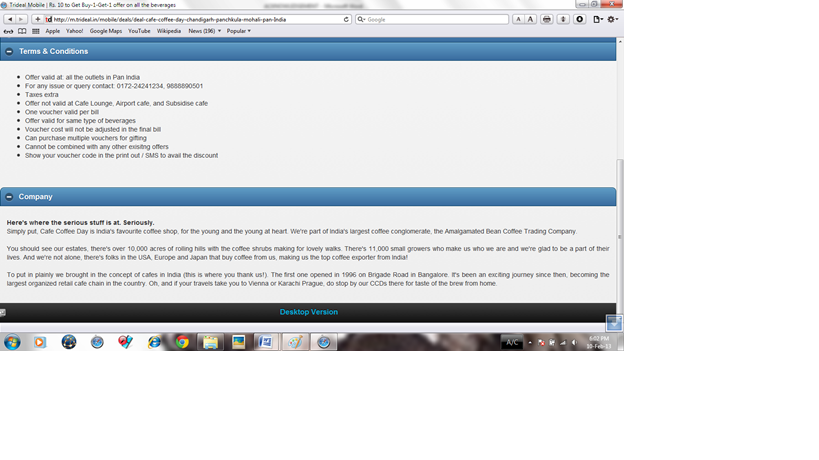 Trideal Mobile | Rs. 10 to Get Buy-1-Get-1 offer on all the beverages
http://m.trideal.in/mobile/deals/deal-cafe-coffee-day-chandigarh-panchkula-mohali-pan-india
Google
A A
Apple Yahoo! Google Maps YouTube Wikipedia News (196) Popular
Terms & Conditions
Offer valid at: all the outlets in Pan India
For any issue or query contact: 0172-24241234, 9888890501
Taxes extra
Offer not valid at Cafe Lounge, Airport cafe, and Subsidise cafe
One voucher valid per bill
Offer valid for same type of beverages
Voucher cost will not be adjusted in the final bill
Can purchase multiple vouchers for gifting
Cannot be combined with any other exisitng offers
Show your voucher code in the print out / SMS to avail the discount
Company
Here's where the serious stuff is at. Seriously.
Simply put, Cafe Coffee Day is India's favourite coffee shop, for the young and the young at heart. We're part of India's largest coffee conglomerate, the Amalgamated Bean Coffee Trading Company.
You should see our estates, there's over 10,000 acres of rolling hills with the coffee shrubs making for lovely walks. There's 11,000 small growers who make us who we are and we're glad to be a part of their
lives. And we're not alone, there's folks in the USA, Europe and Japan that buy coffee from us, making us the top coffee exporter from India!
To put in plainly we brought in the concept of cafes in India (this is where you thank us!). The first one opened in 1996 on Brigade Road in Bangalore. It's been an exciting journey since then, becoming the
largest organized retail cafe chain in the country. Oh, and if your travels take you to Vienna or Karachi Prague, do stop by our CCDs there for taste of the brew from home.
Desktop Version
A/C
6:02 PM
10-Feb-13